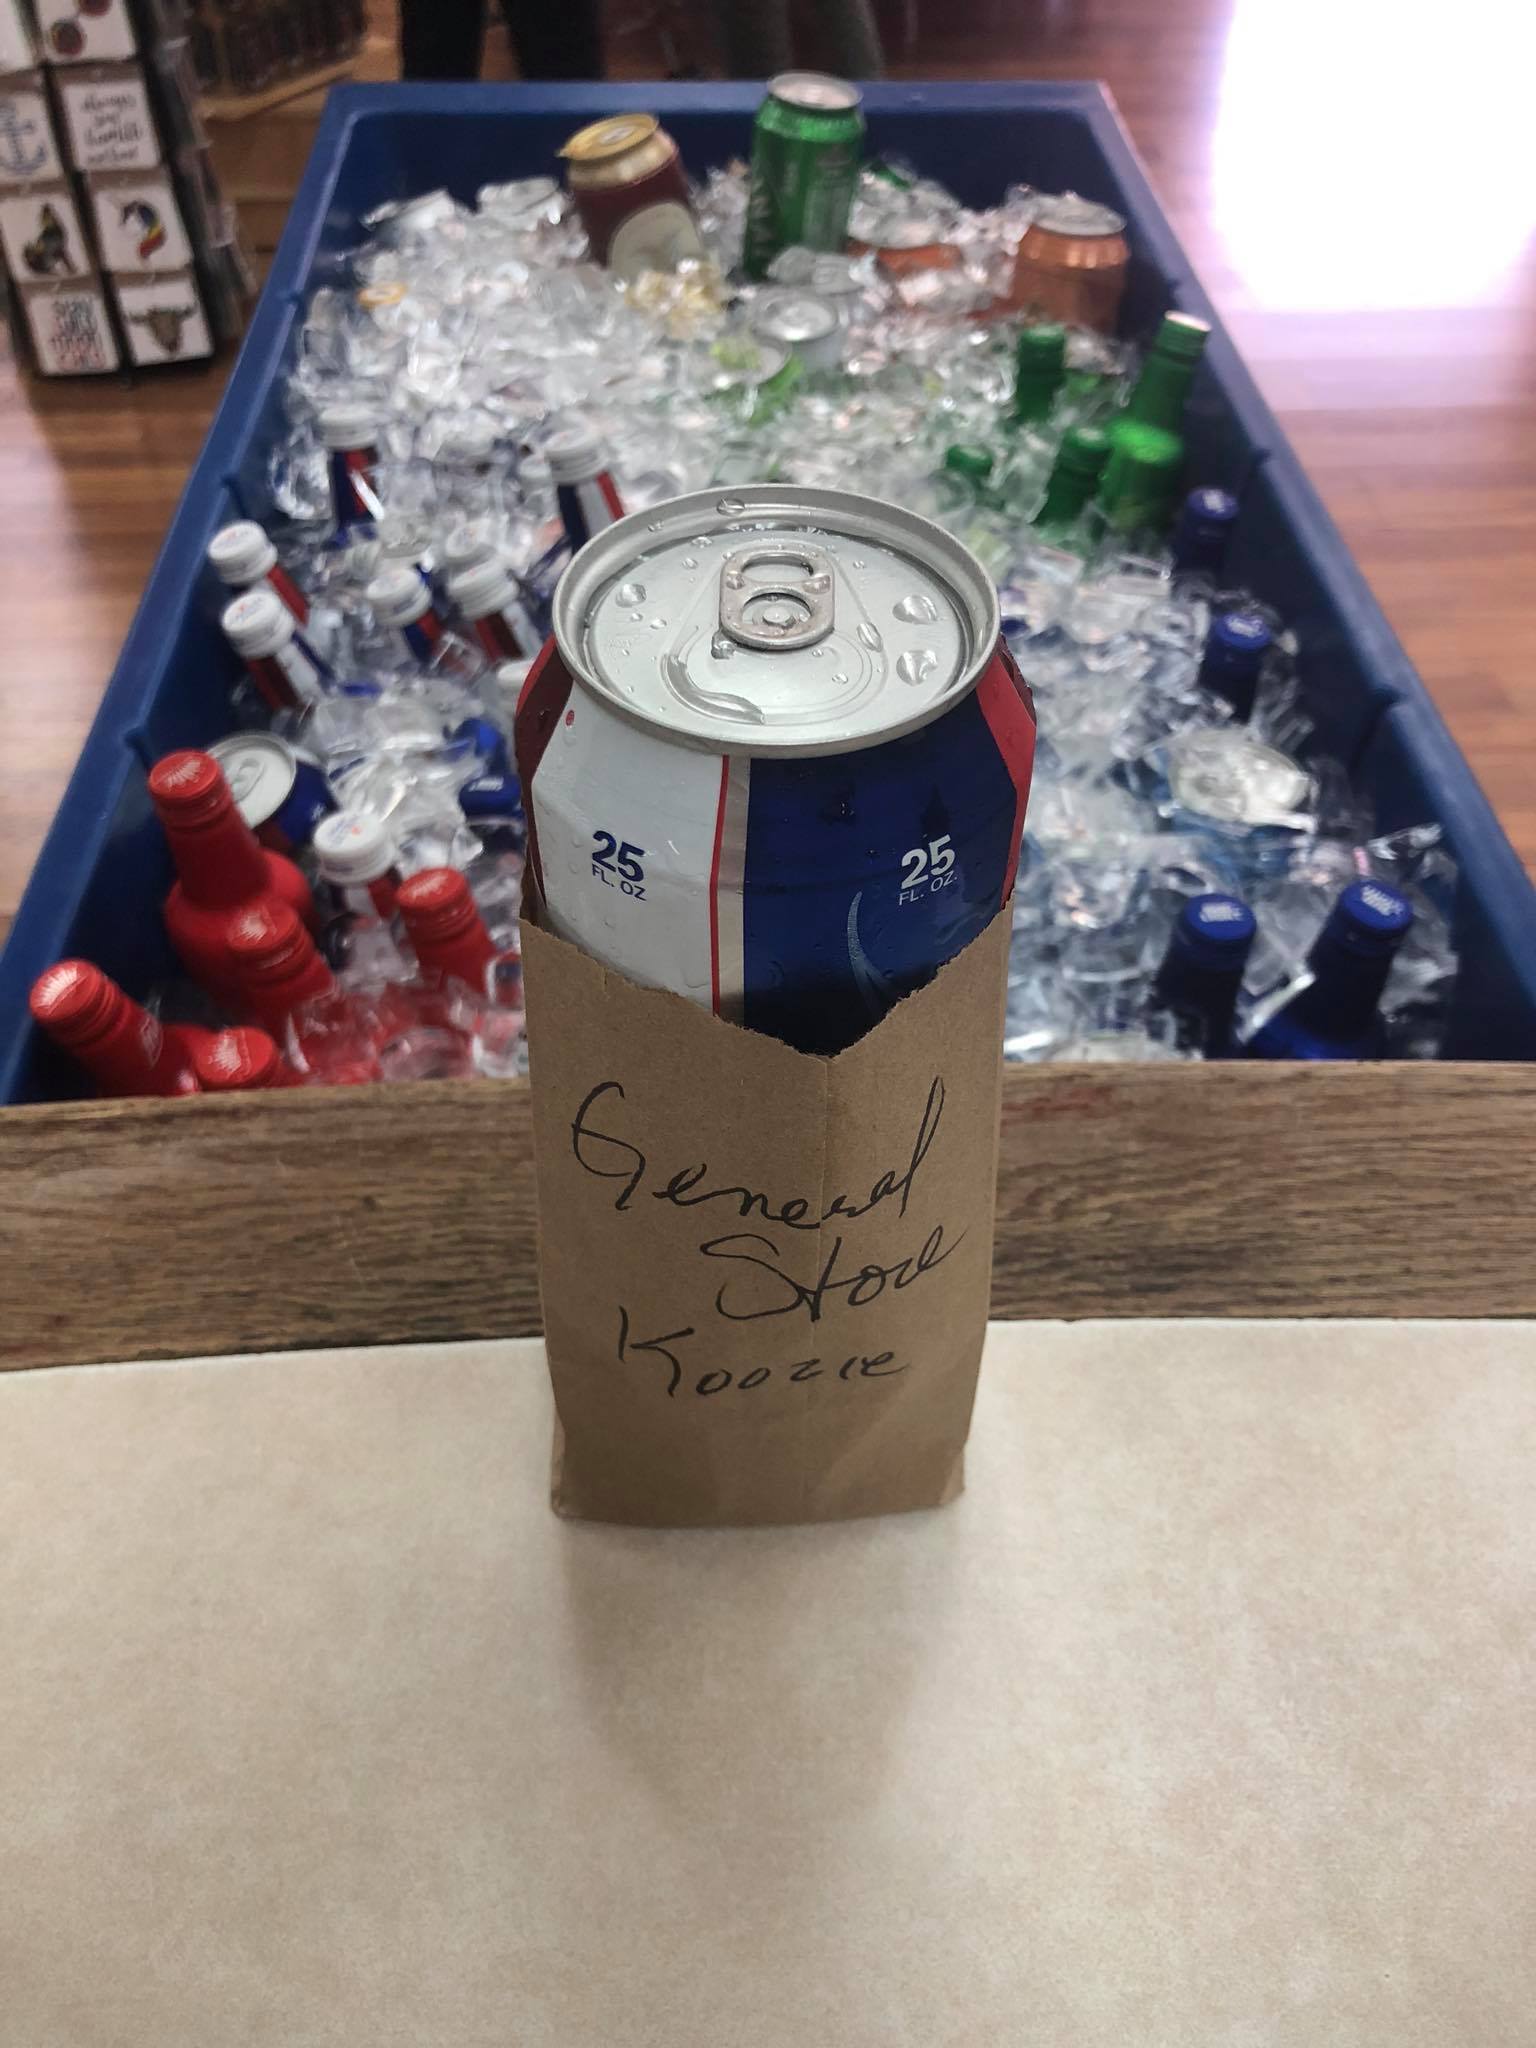 25
FL. OZ
25
FL. OZ.
General
Store
Koozie